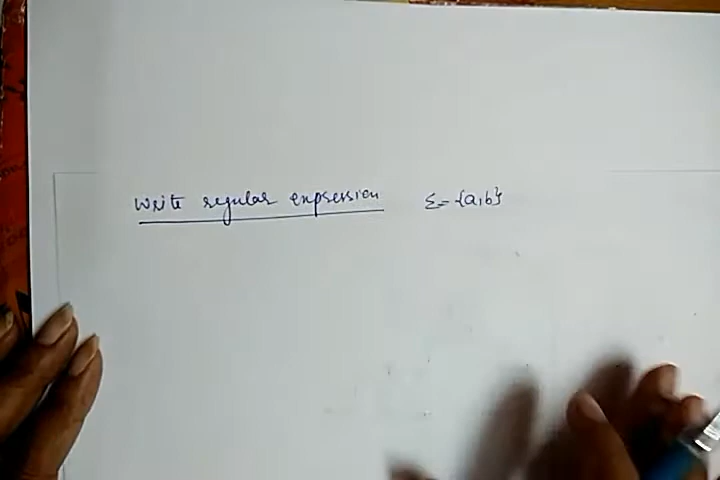 Write regular expression Σ= {a,b}